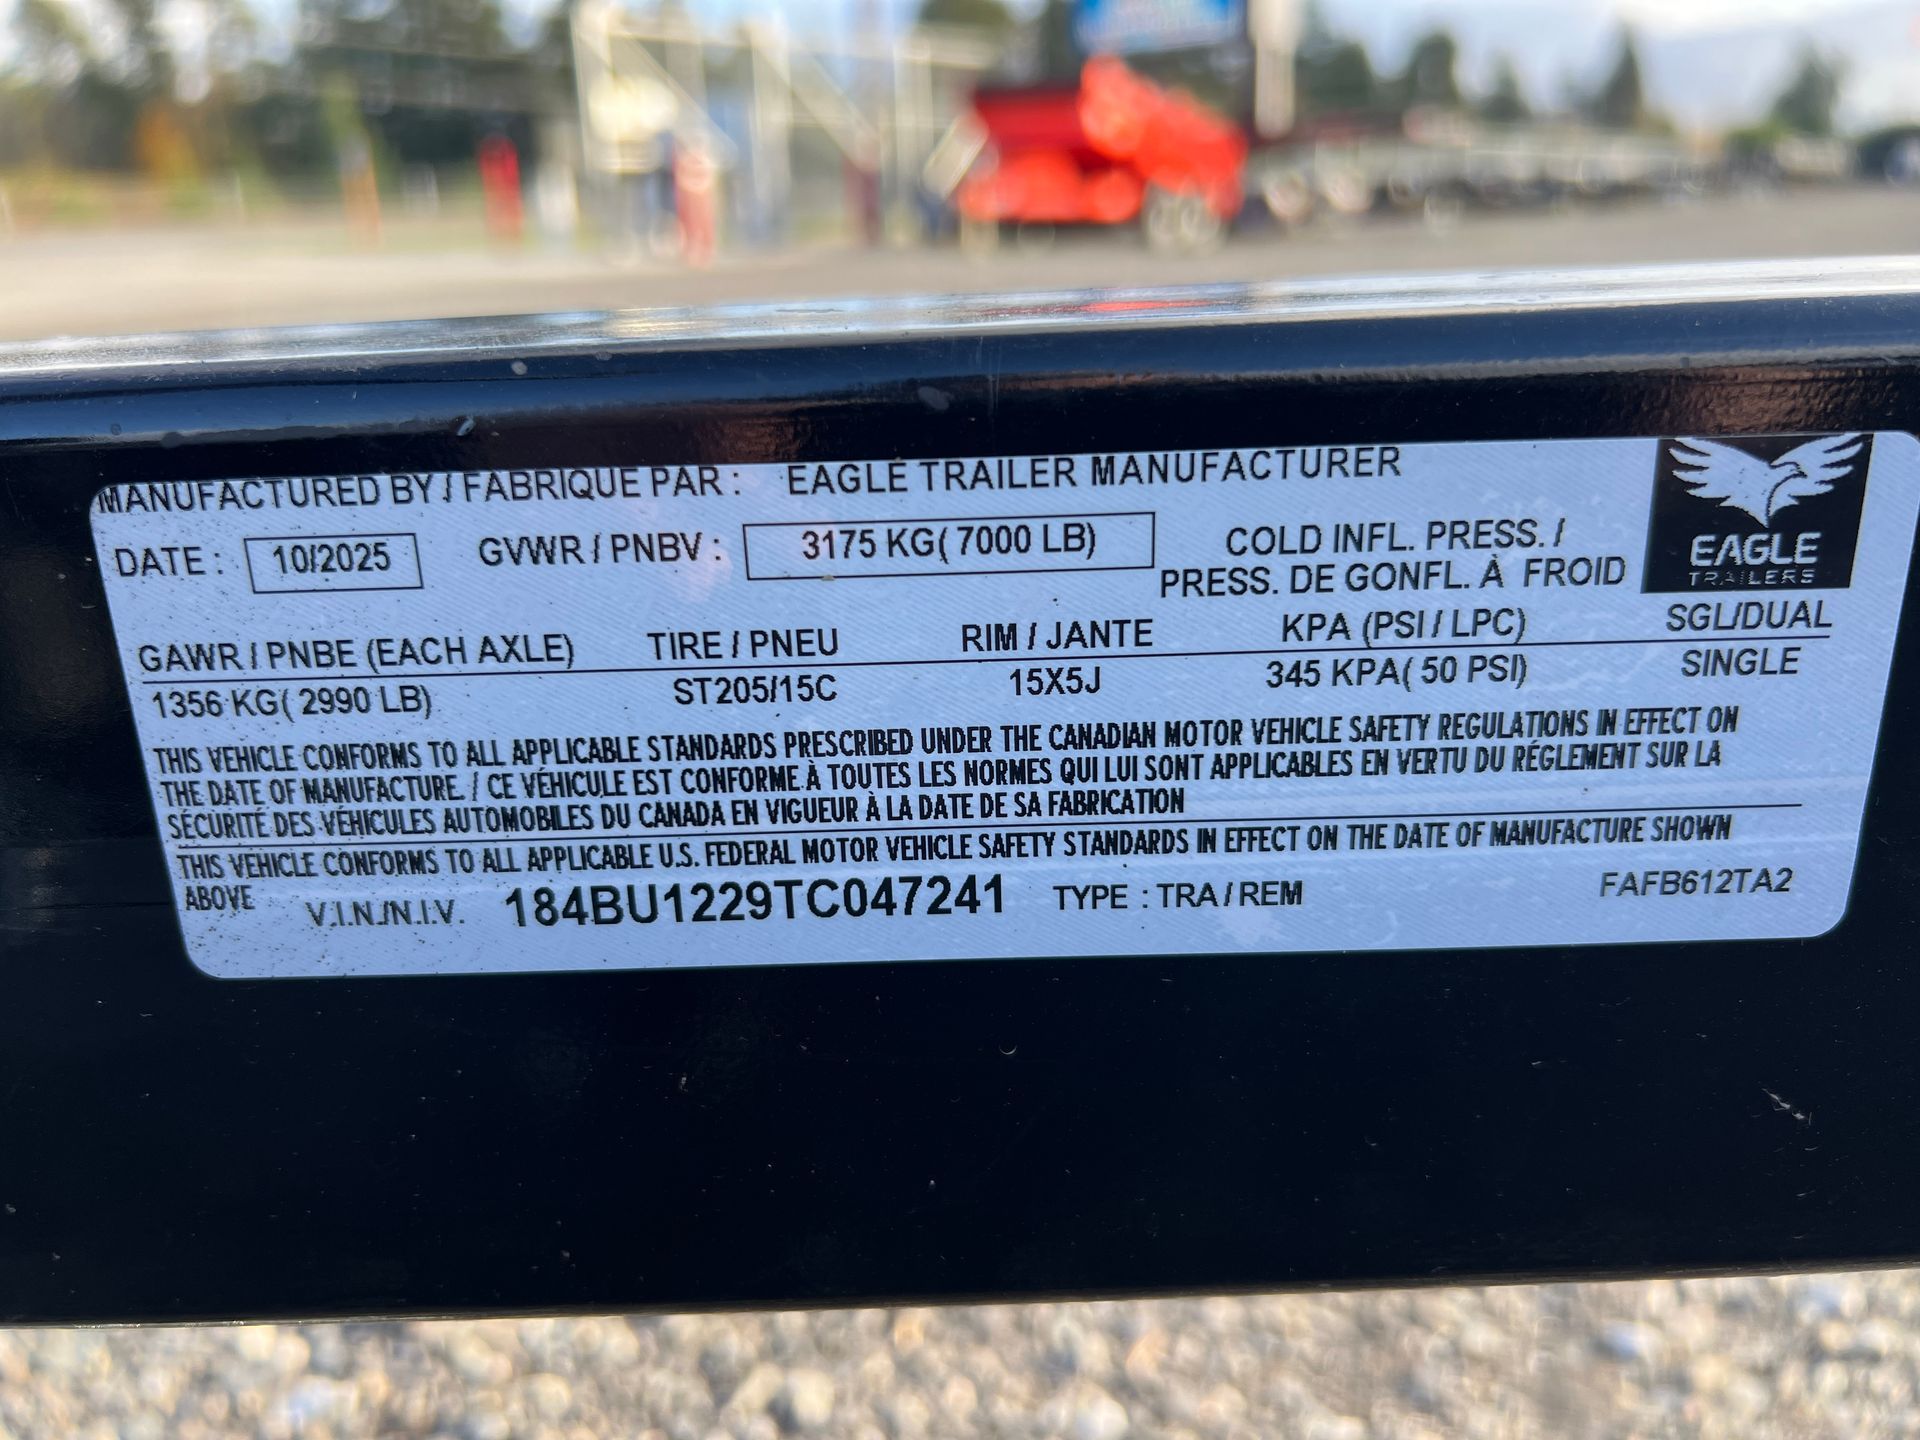 MANUFACTURED BY / FABRIQUE PAR : EAGLE TRAILER MANUFACTURER
DATE : 10/2025 GVWR / PNBV : 3175 KG( 7000 LB) COLD INFL. PRESS. /
PRESS. DE GONFL. À FROID
EAGLE
TRAILERS
GAWR / PNBE (EACH AXLE) TIRE / PNEU RIM / JANTE KPA (PSI / LPC) SGL/DUAL
1356 KG( 2990 LB) ST205/15C 15X5J 345 KPA( 50 PSI) SINGLE
THIS VEHICLE CONFORMS TO ALL APPLICABLE STANDARDS PRESCRIBED UNDER THE CANADIAN MOTOR VEHICLE SAFETY REGULATIONS IN EFFECT ON
THE DATE OF MANUFACTURE. / CE VÉHICULE EST CONFORME À TOUTES LES NORMES QUI LUI SONT APPLICABLES EN VERTU DU RÉGLEMENT SUR LA
SÉCURITÉ DES VÉHICULES AUTOMOBILES DU CANADA EN VIGUEUR À LA DATE DE SA FABRICATION
THIS VEHICLE CONFORMS TO ALL APPLICABLE U.S. FEDERAL MOTOR VEHICLE SAFETY STANDARDS IN EFFECT ON THE DATE OF MANUFACTURE SHOWN
ABOVE V.I.N./N.I.V. 184BU1229TC047241 TYPE : TRA / REM FAFB612TA2